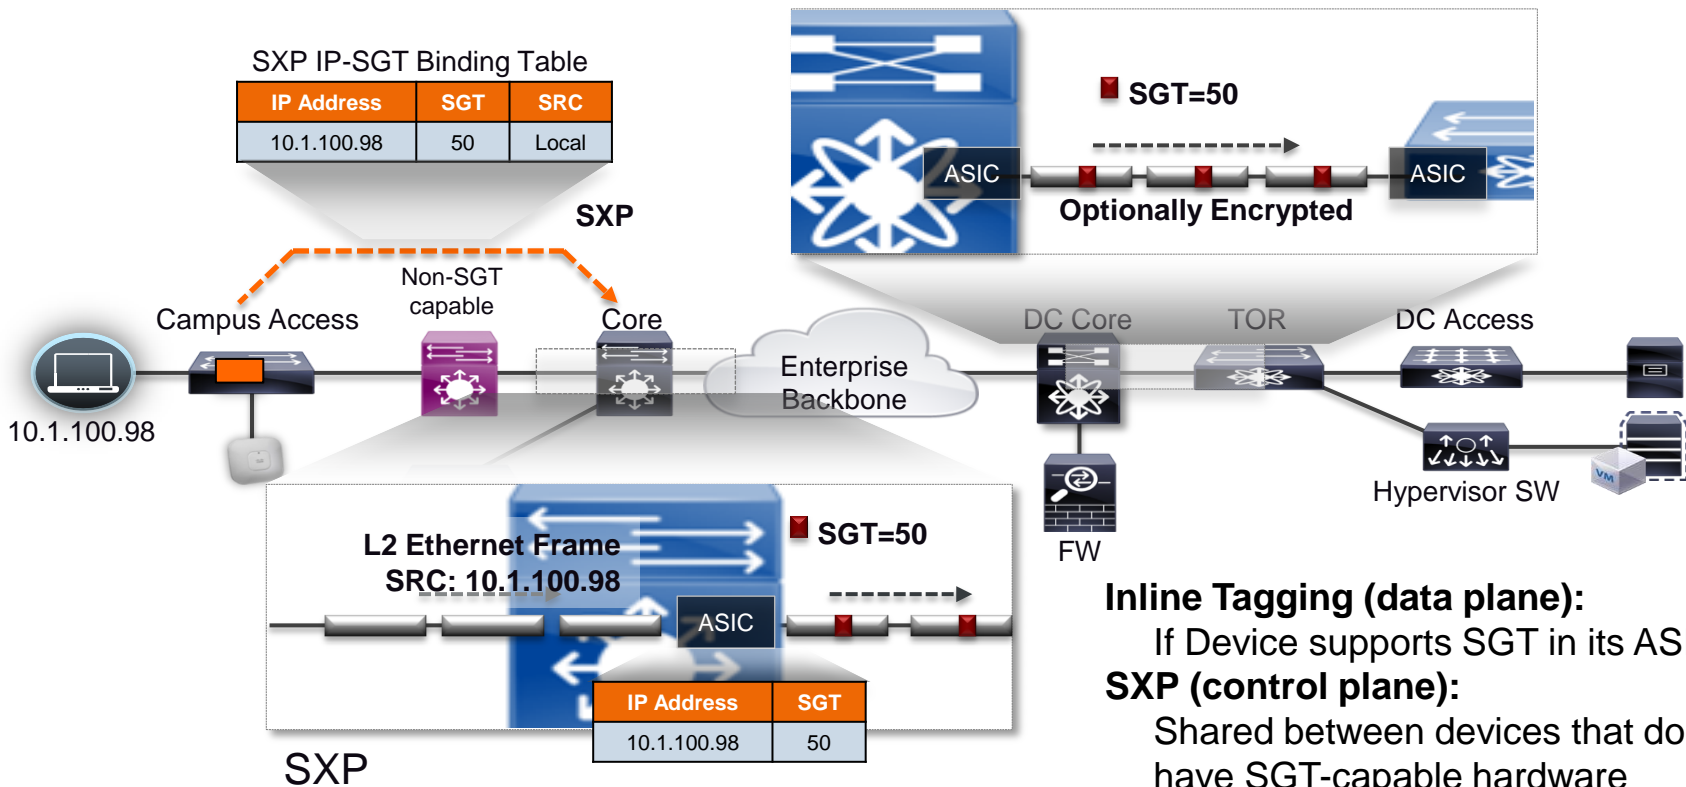 SXP IP-SGT Binding Table
IP Address SGT SRC
10.1.100.98 50 Local
SXP
SGT=50
ASIC ASIC
Optionally Encrypted
Non-SGT
capable
Campus Access
Core
DC Core
TOR
DC Access
Enterprise
Backbone
10.1.100.98
Hypervisor SW
VM
FW
L2 Ethernet Frame
SRC: 10.1.100.98
SGT=50
ASIC
IP Address SGT
10.1.100.98 50
SXP
Inline Tagging (data plane):
If Device supports SGT in its AS
SXP (control plane):
Shared between devices that do
have SGT-capable hardware